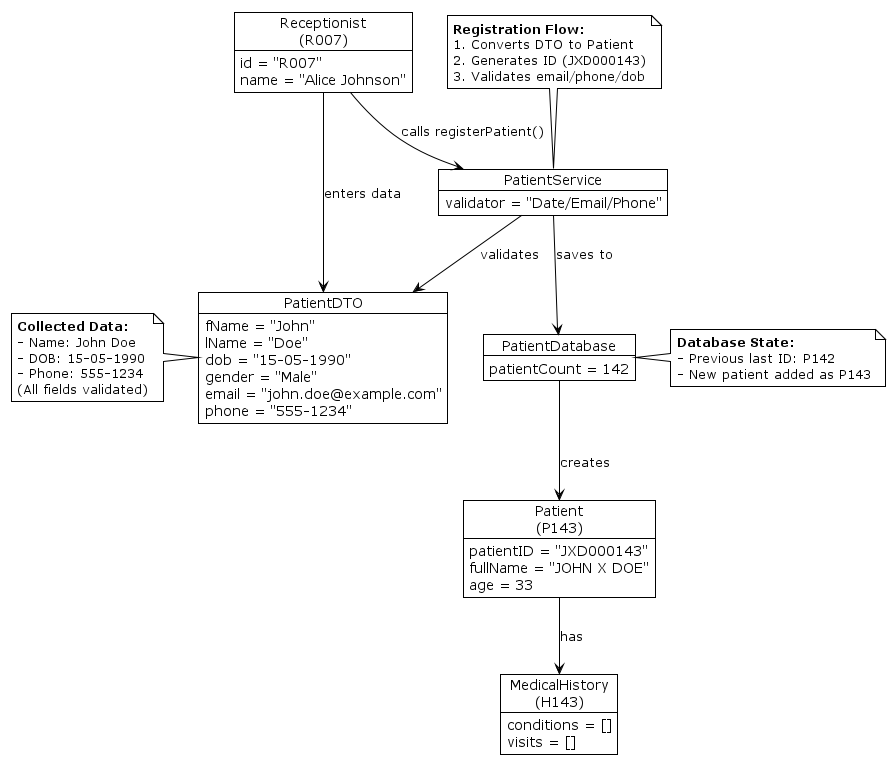 Receptionist
(R007)
id = "R007"
name = "Alice Johnson"
Registration Flow:
1. Converts DTO to Patient
2. Generates ID (JXD000143)
3. Validates email/phone/dob
calls registerPatient()
enters data
PatientService
validator = "Date/Email/Phone"
validates
saves to
PatientDTO
fName = "John"
lName = "Doe"
dob = "15-05-1990"
gender = "Male"
email = "john.doe@example.com"
phone = "555-1234"
Collected Data:
- Name: John Doe
- DOB: 15-05-1990
- Phone: 555-1234
(All fields validated)
PatientDatabase
patientCount = 142
Database State:
- Previous last ID: P142
- New patient added as P143
creates
Patient
(P143)
patientID = "JXD000143"
fullName = "JOHN X DOE"
age = 33
has
MedicalHistory
(H143)
conditions = []
visits = []